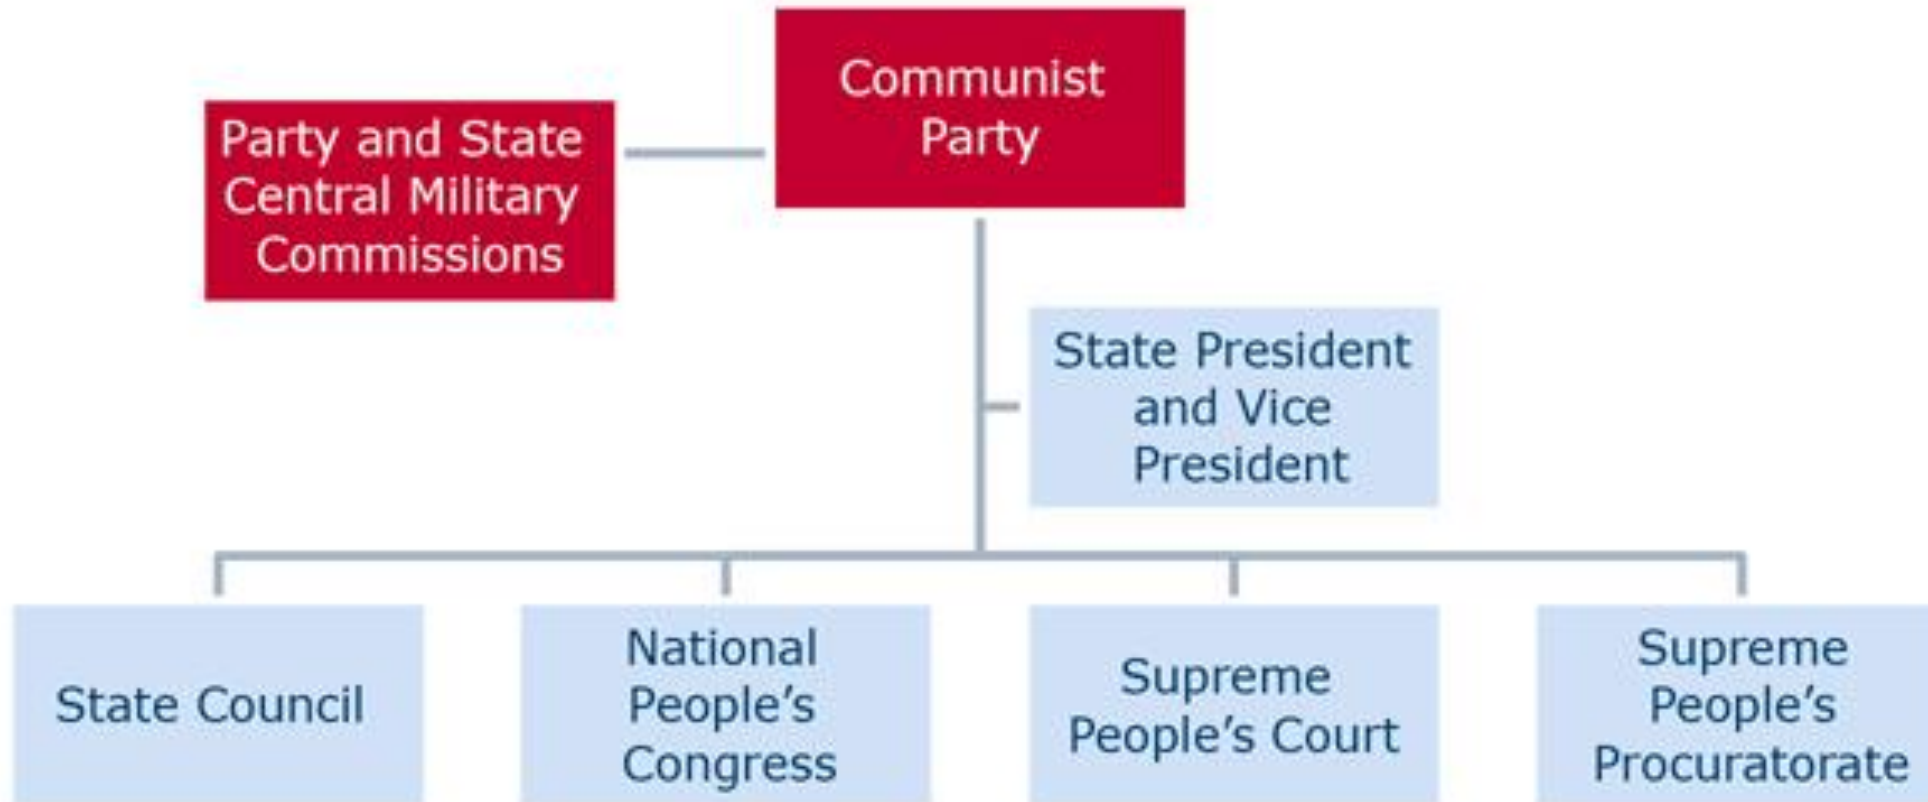 Communist
Party
Party and State
Central Military
Commissions
State President
and Vice
President
State Council
National
People’s
Congress
Supreme
People’s Court
Supreme
People’s
Procuratorate